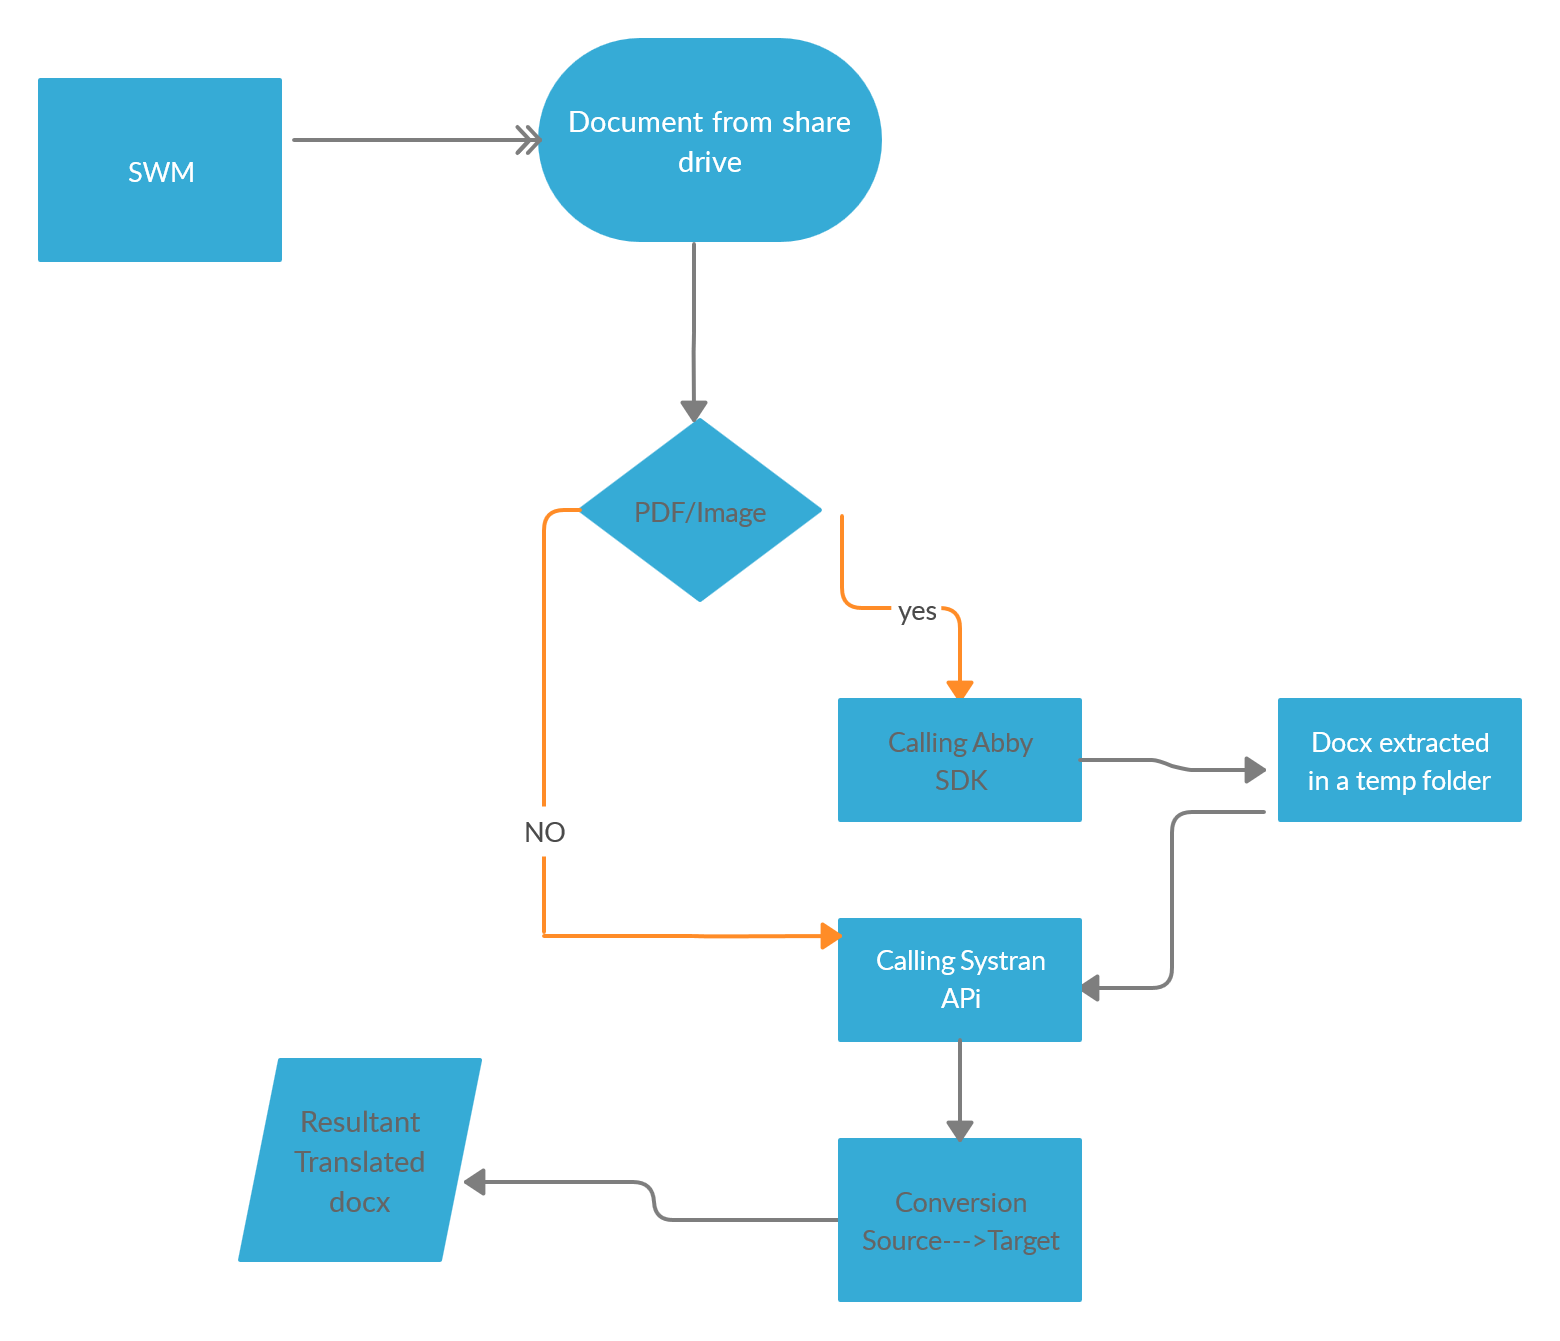 SWM
Document from share
drive
PDF/Image
yes
Calling Abby
SDK
Docx extracted
in a temp folder
NO
Calling Systran
APi
Resultant
Translated
docx
Conversion
Source--->Target